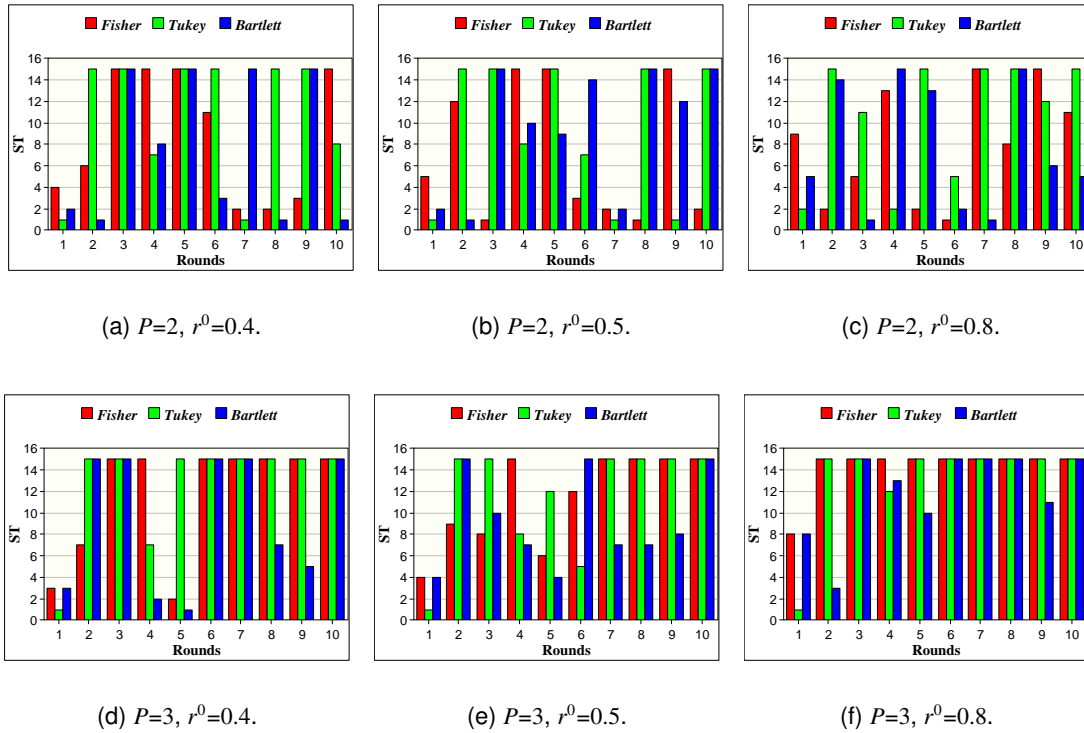 Fisher Tukey Bartlett
16
14
12
10
8
6
4
2
0
ST
1 2 3 4 5 6 7 8 9 10
Rounds
(a) P=2, r⁰=0.4.
Fisher Tukey Bartlett
16
14
12
10
8
6
4
2
0
ST
1 2 3 4 5 6 7 8 9 10
Rounds
(b) P=2, r⁰=0.5.
Fisher Tukey Bartlett
16
14
12
10
8
6
4
2
0
ST
1 2 3 4 5 6 7 8 9 10
Rounds
(c) P=2, r⁰=0.8.
Fisher Tukey Bartlett
16
14
12
10
8
6
4
2
0
ST
1 2 3 4 5 6 7 8 9 10
Rounds
(d) P=3, r⁰=0.4.
Fisher Tukey Bartlett
16
14
12
10
8
6
4
2
0
ST
1 2 3 4 5 6 7 8 9 10
Rounds
(e) P=3, r⁰=0.5.
Fisher Tukey Bartlett
16
14
12
10
8
6
4
2
0
ST
1 2 3 4 5 6 7 8 9 10
Rounds
(f) P=3, r⁰=0.8.